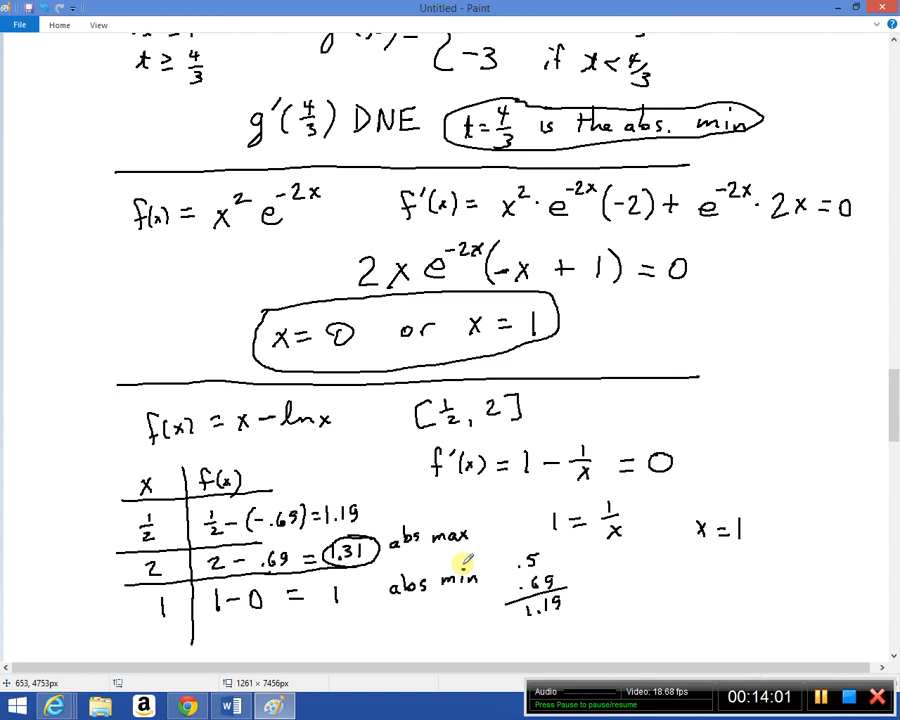 Untitled - Paint
File Home View
t ≥ 4/3
-3 if x < 4/3
g'(4/3) DNE t = 4/3 is the abs. min
f(x) = x² e^-2x f'(x) = x² · e^-2x (-2) + e^-2x · 2x = 0
2x e^-2x (-x + 1) = 0
x = 0 or x = 1
f(x) = x - ln x [1/2, 2]
f'(x) = 1 - 1/x = 0
x f(x)
1/2 1/2 - (-.69) = 1.19
1 = 1/x x = 1
2 2 - .69 = 1.31 abs max
1 1 - 0 = 1 abs min
.5
.69
1.19
653, 4753px 1261 × 7456px
Audio Video: 18.68 fps
Press Pause to pause/resume
00:14:01